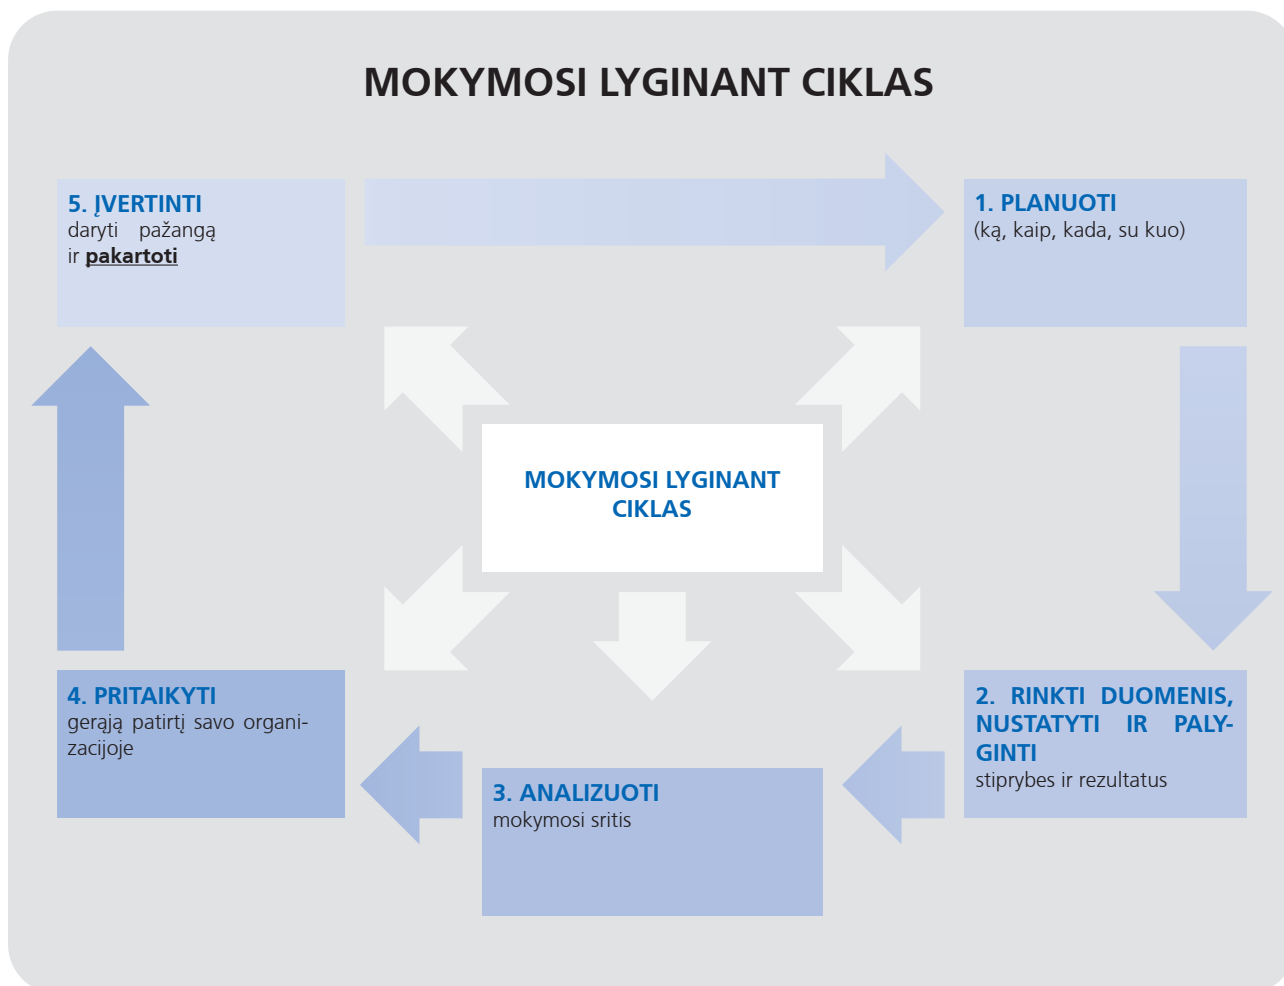 MOKYMOSI LYGINANT CIKLAS
5. ĮVERTINTI
daryti pažangą
ir pakartoti
1. PLANUOTI
(ką, kaip, kada, su kuo)
MOKYMOSI LYGINANT
CIKLAS
4. PRITAIKYTI
gerąją patirtį savo organi-
zacijoje
3. ANALIZUOTI
mokymosi sritis
2. RINKTI DUOMENIS,
NUSTATYTI IR PALY-
GINTI
stiprybes ir rezultatus